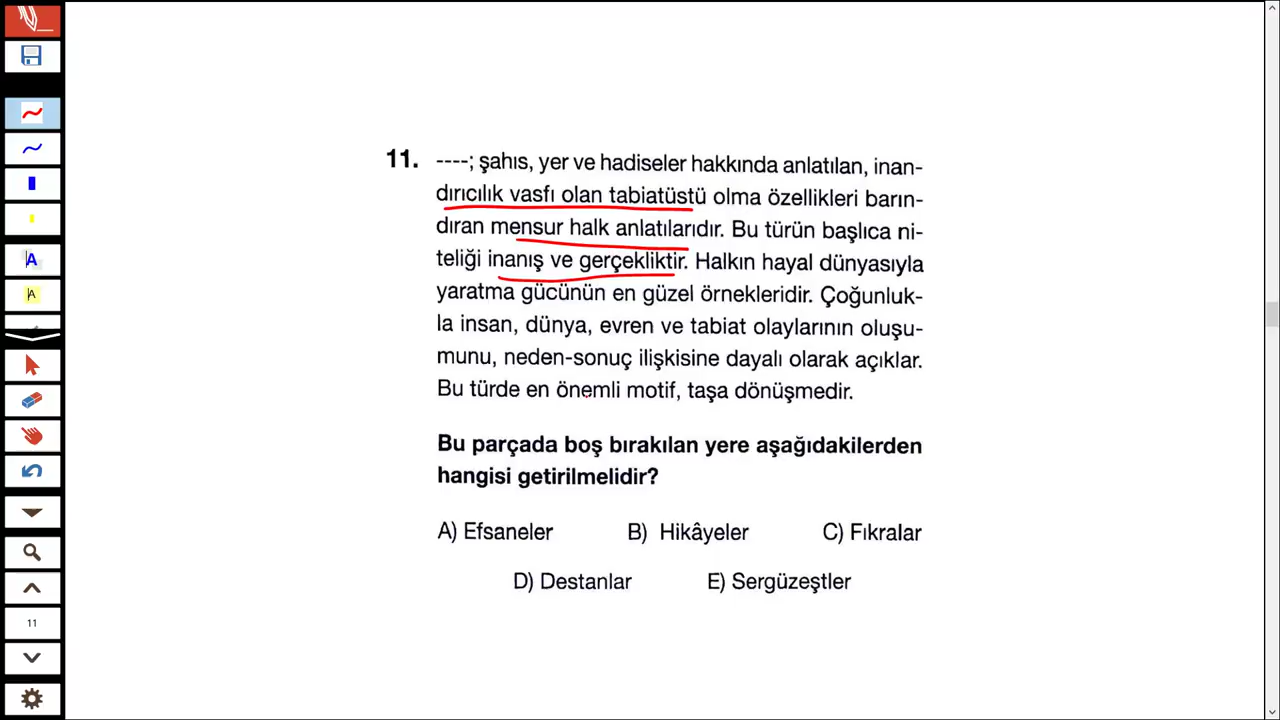 11. ----; şahıs, yer ve hadiseler hakkında anlatılan, inan-
dırıcılık vasfı olan tabiatüstü olma özellikleri barın-
dıran mensur halk anlatılarıdır. Bu türün başlıca ni-
teliği inanış ve gerçekliktir. Halkın hayal dünyasıyla
yaratma gücünün en güzel örnekleridir. Çoğunluk-
la insan, dünya, evren ve tabiat olaylarının oluşu-
munu, neden-sonuç ilişkisine dayalı olarak açıklar.
Bu türde en önemli motif, taşa dönüşmedir.
Bu parçada boş bırakılan yere aşağıdakilerden
hangisi getirilmelidir?
A) Efsaneler B) Hikâyeler C) Fıkralar
D) Destanlar E) Sergüzeştler
A
A
11